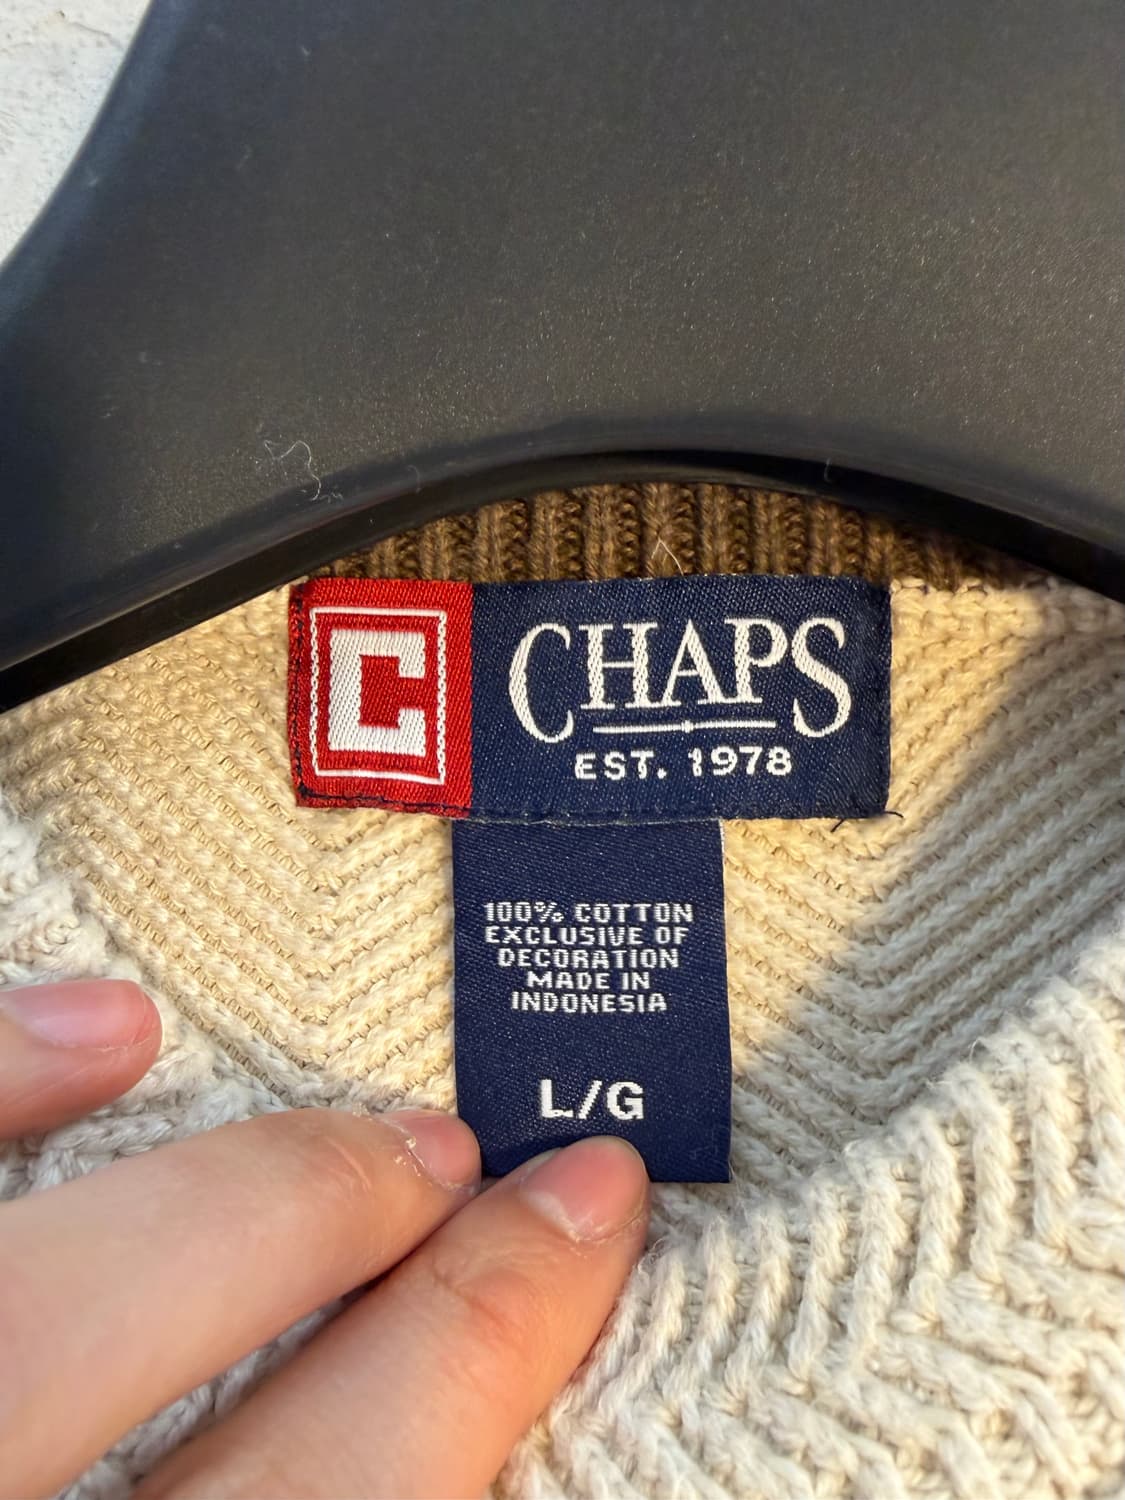 C
CHAPS
EST. 1978
100% COTTON
EXCLUSIVE OF
DECORATION
MADE IN
INDONESIA
L/G